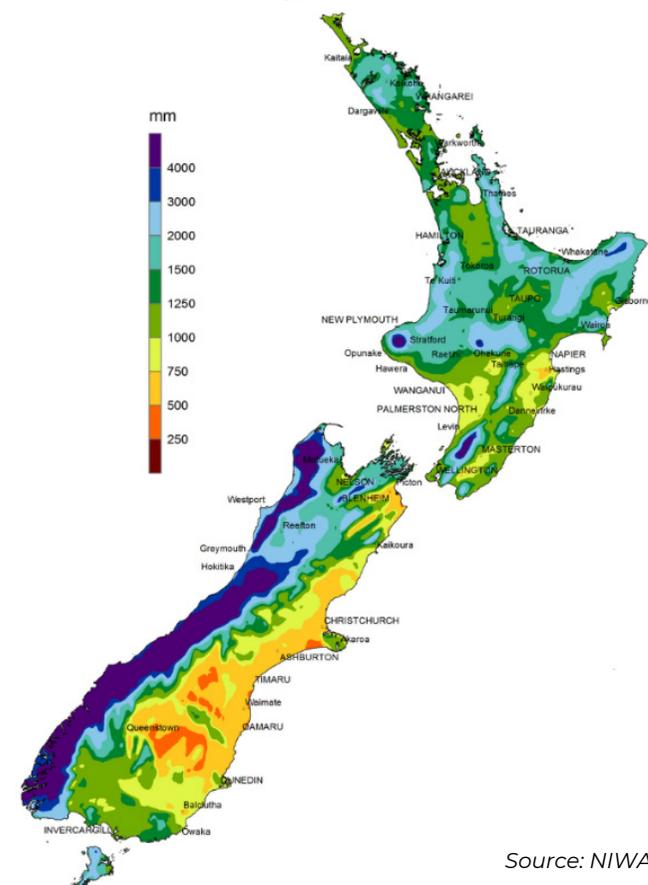 Kaitaia
Kaikohe
WHANGAREI
Dargaville
Warkworth
AUCKLAND
Thames
mm
4000
3000
2000
1500
1250
1000
750
500
250
HAMILTON
TAURANGA
Whakatane
Tokoroa
ROTORUA
Te Kuiti
TAUPO
Gisborne
Taumarunui
Turangi
NEW PLYMOUTH
Wairoa
Stratford
Opunake
Raetihi
Ohakune
NAPIER
Hawera
Taihape
Hastings
WANGANUI
Waipukurau
PALMERSTON NORTH
Dannevirke
Levin
MASTERTON
WELLINGTON
Motueka
NELSON
Picton
BLENHEIM
Westport
Reefton
Greymouth
Kaikoura
Hokitika
CHRISTCHURCH
Akaroa
ASHBURTON
TIMARU
Waimate
Queenstown
OAMARU
DUNEDIN
Balclutha
INVERCARGILL
Owaka
Source: NIWA